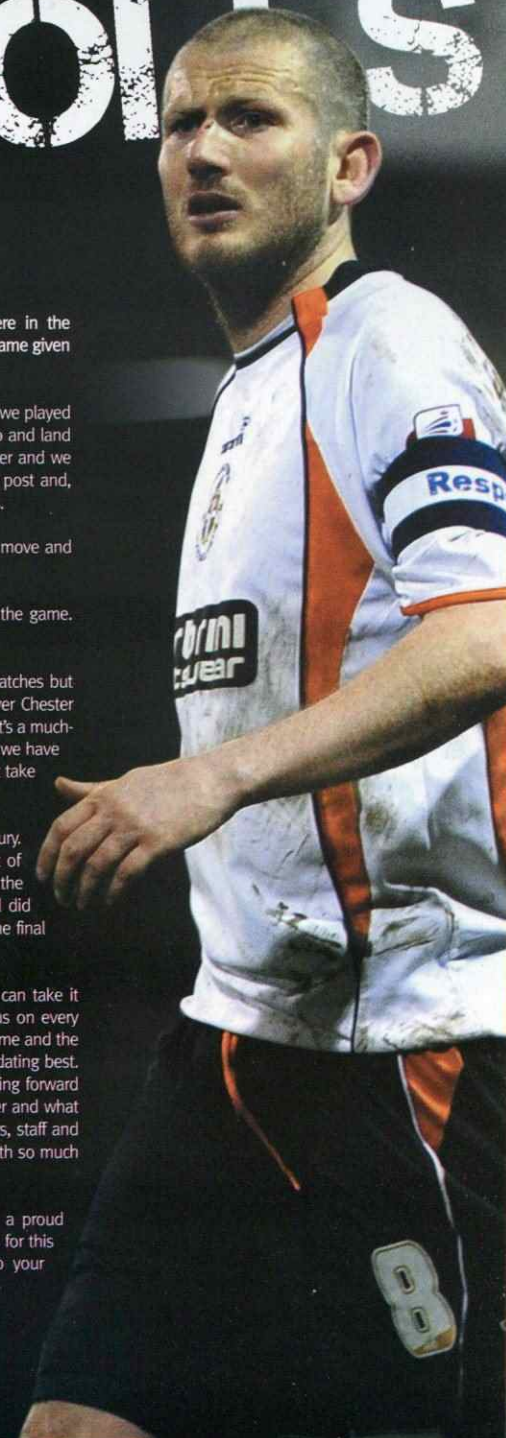 S
ere in the
ame given
we played
and land
er and we
post and,
move and
the game.
atches but
ver Chester
t's a much-
we have
take
ury.
of
the
did
he final
can take it
ns on every
me and the
dating best.
ing forward
er and what
s, staff and
th so much
a proud
for this
your
Resp
8